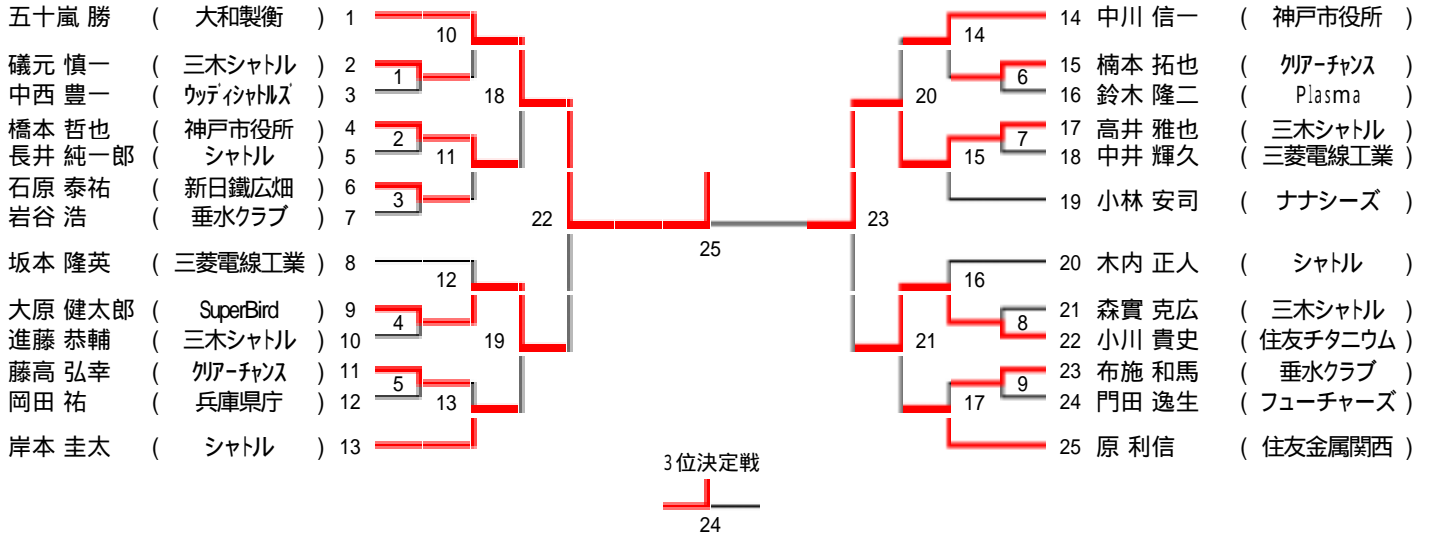 五十嵐 勝 ( 大和製衡 ) 1
礒元 慎一 ( 三木シャトル ) 2
中西 豊一 ( ウッディシャトルズ ) 3
橋本 哲也 ( 神戸市役所 ) 4
長井 純一郎 ( シャトル ) 5
石原 泰祐 ( 新日鐵広畑 ) 6
岩谷 浩 ( 垂水クラブ ) 7
坂本 隆英 ( 三菱電線工業 ) 8
大原 健太郎 ( SuperBird ) 9
進藤 恭輔 ( 三木シャトル ) 10
藤高 弘幸 ( クリアーチャンス ) 11
岡田 祐 ( 兵庫県庁 ) 12
岸本 圭太 ( シャトル ) 13
10
1
18
2
11
3
22
12
4
19
5
13
25
3位決定戦
24
14
6
20
7
15
23
16
8
21
9
17
14 中川 信一 ( 神戸市役所 )
15 楠本 拓也 ( クリアーチャンス )
16 鈴木 隆二 ( Plasma )
17 高井 雅也 ( 三木シャトル )
18 中井 輝久 ( 三菱電線工業 )
19 小林 安司 ( ナナシーズ )
20 木内 正人 ( シャトル )
21 森實 克広 ( 三木シャトル )
22 小川 貴史 ( 住友チタニウム )
23 布施 和馬 ( 垂水クラブ )
24 門田 逸生 ( フューチャーズ )
25 原 利信 ( 住友金属関西 )